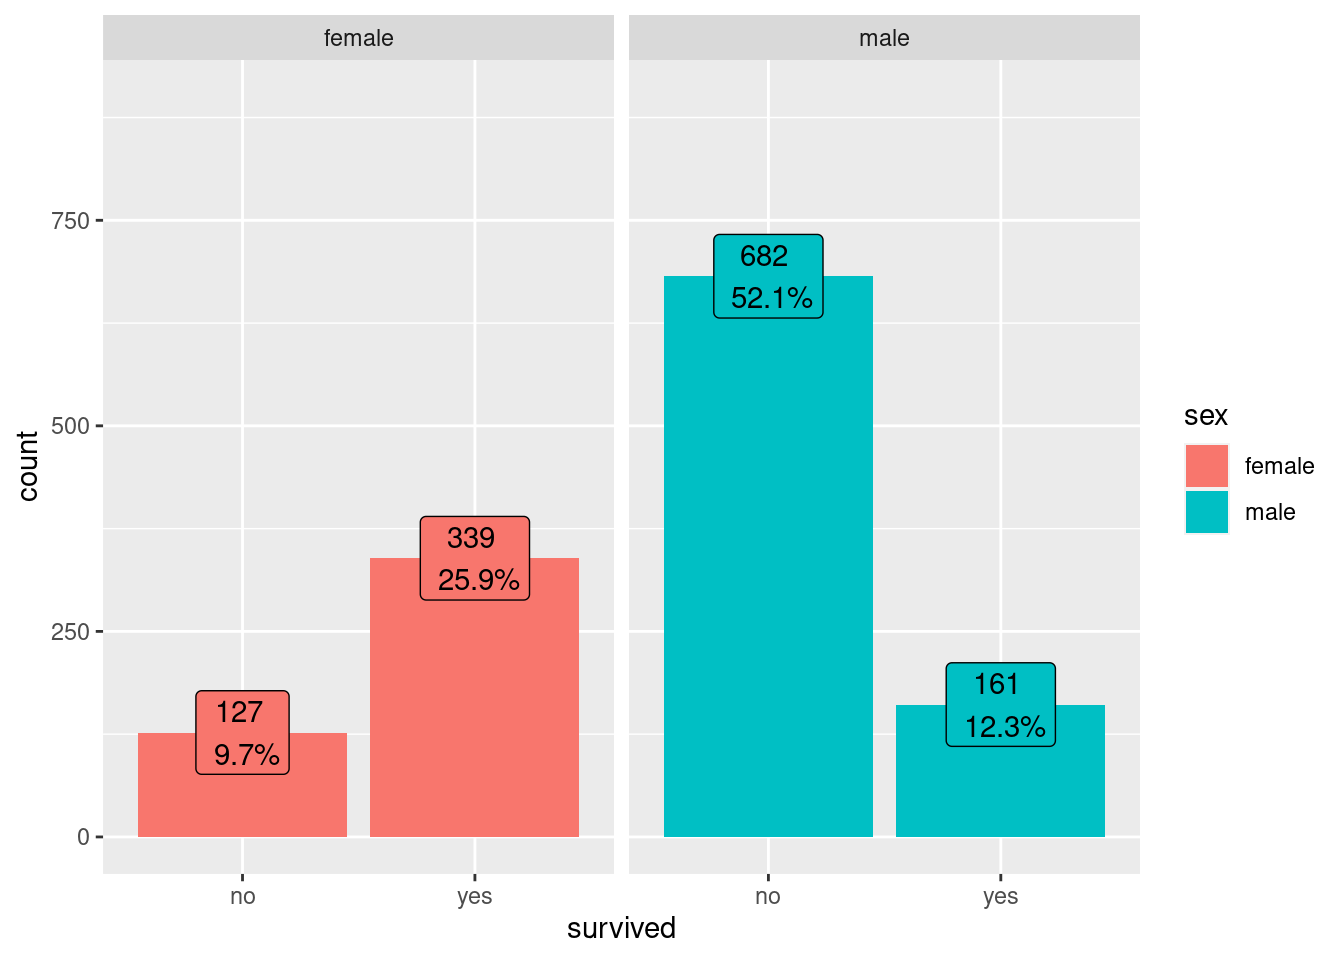 female
male
750
500
250
0
count
127
9.7%
339
25.9%
682
52.1%
161
12.3%
no
yes
no
yes
survived
sex
female
male